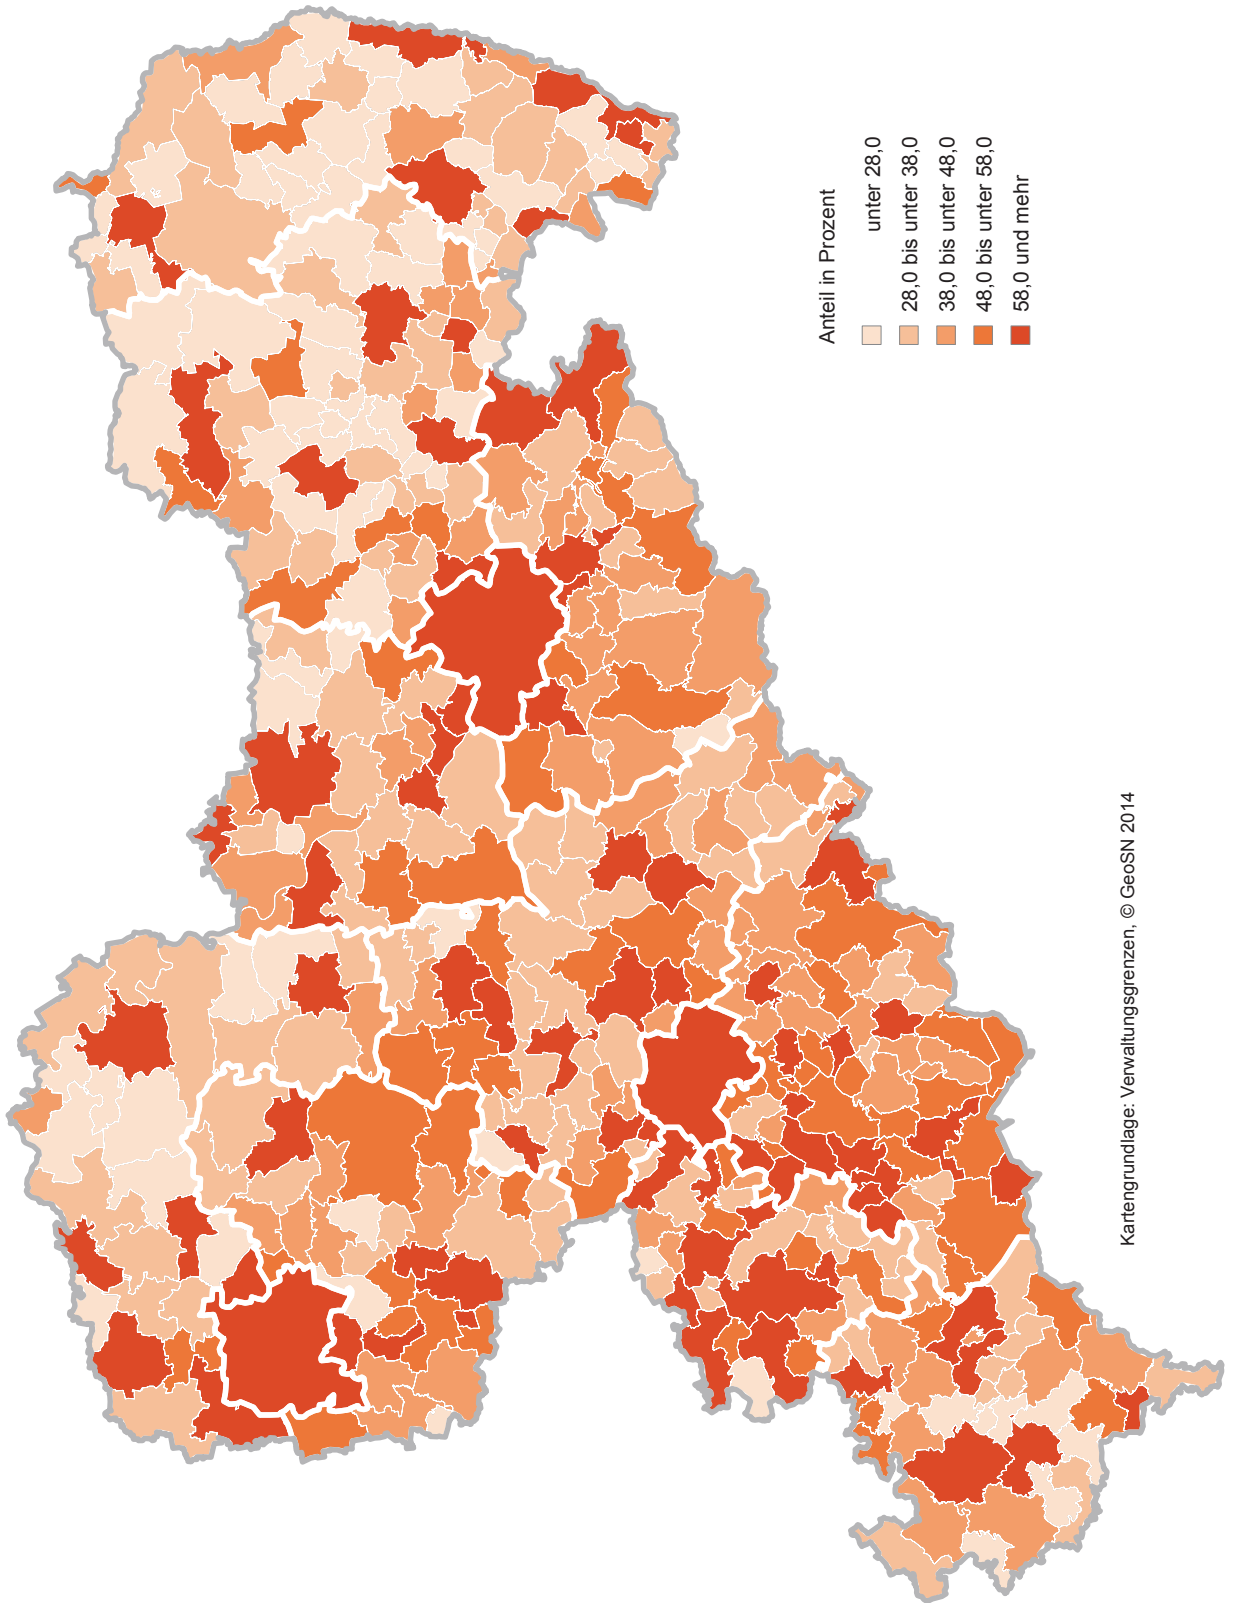 Anteil in Prozent
unter 28,0
28,0 bis unter 38,0
38,0 bis unter 48,0
48,0 bis unter 58,0
58,0 und mehr
Kartengrundlage: Verwaltungsgrenzen, © GeoSN 2014